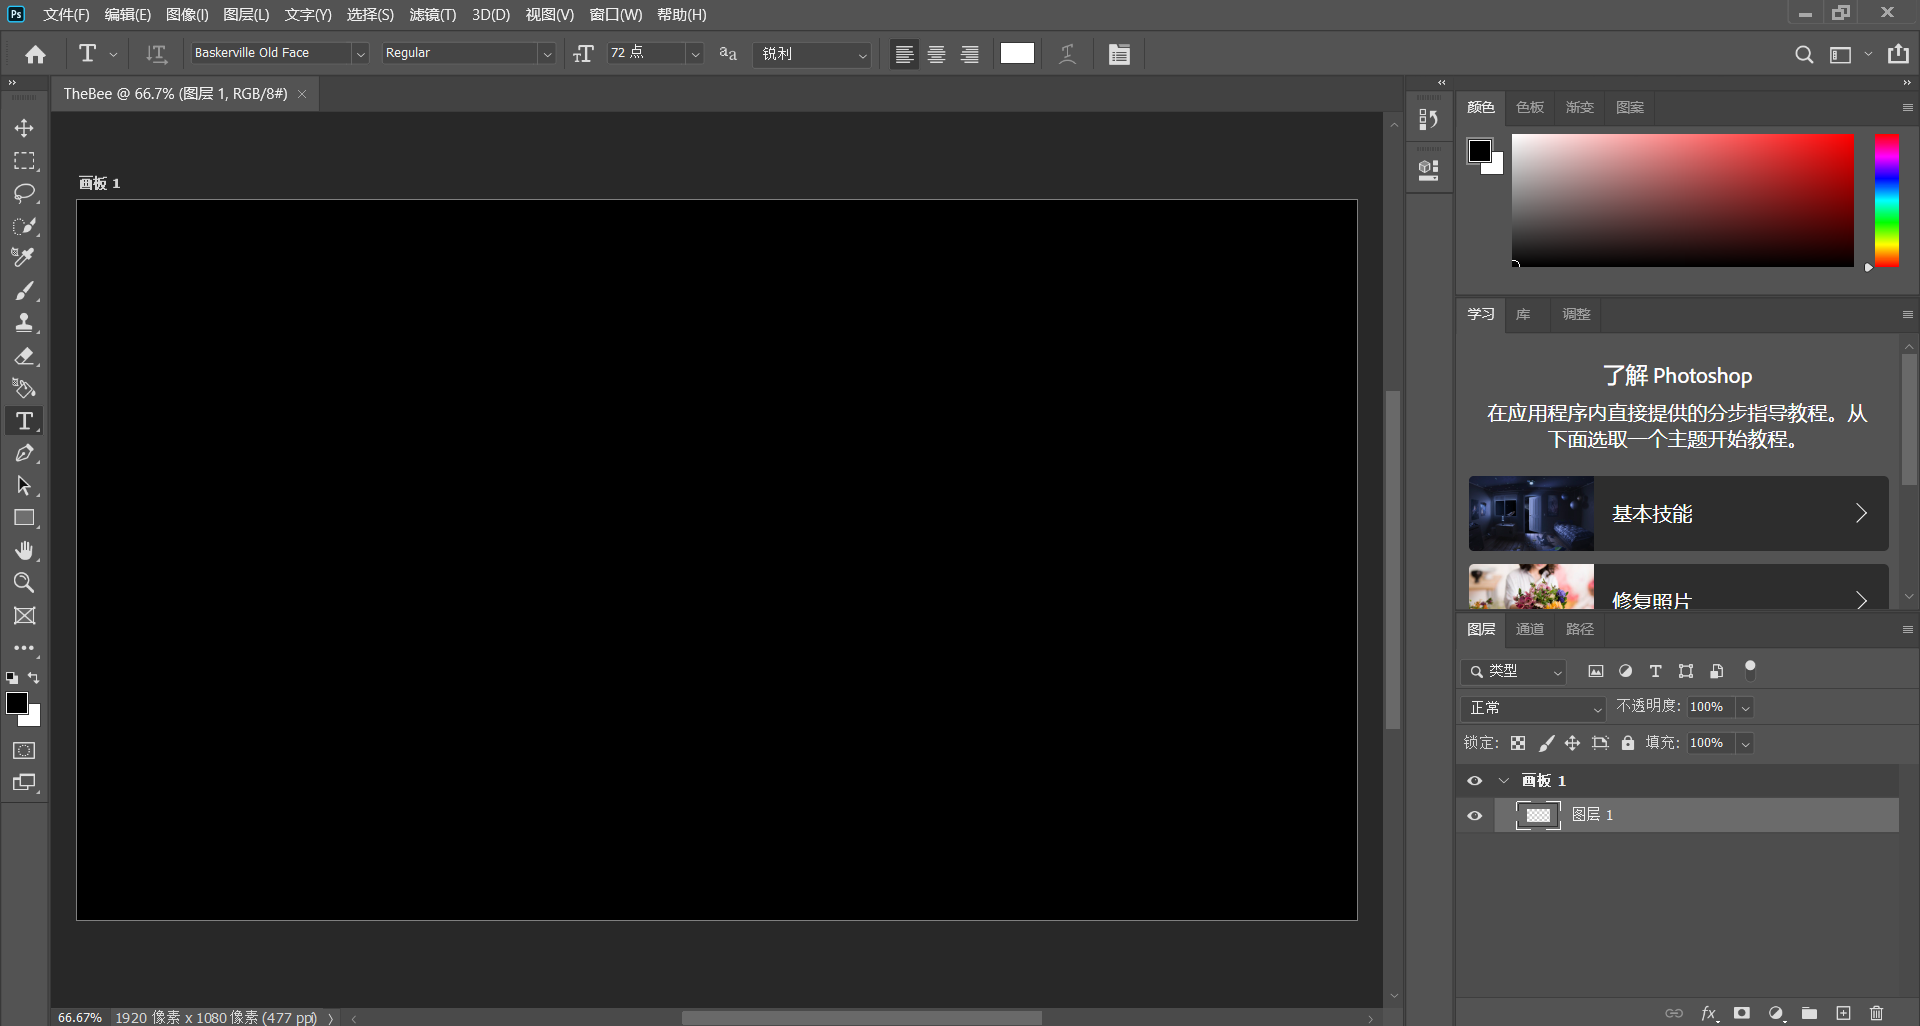 Ps 文件(F) 编辑(E) 图像(I) 图层(L) 文字(Y) 选择(S) 滤镜(T) 3D(D) 视图(V) 窗口(W) 帮助(H)
Baskerville Old Face Regular 72 点 锐利
TheBee @ 66.7% (图层 1, RGB/8#)
画板 1
颜色 色板 渐变 图案
学习 库 调整
了解 Photoshop
在应用程序内直接提供的分步指导教程。从
下面选取一个主题开始教程。
基本技能
修复照片
图层 通道 路径
类型
正常 不透明度: 100%
锁定: 填充: 100%
画板 1
图层 1
66.67% 1920 像素 x 1080 像素 (477 ppi)